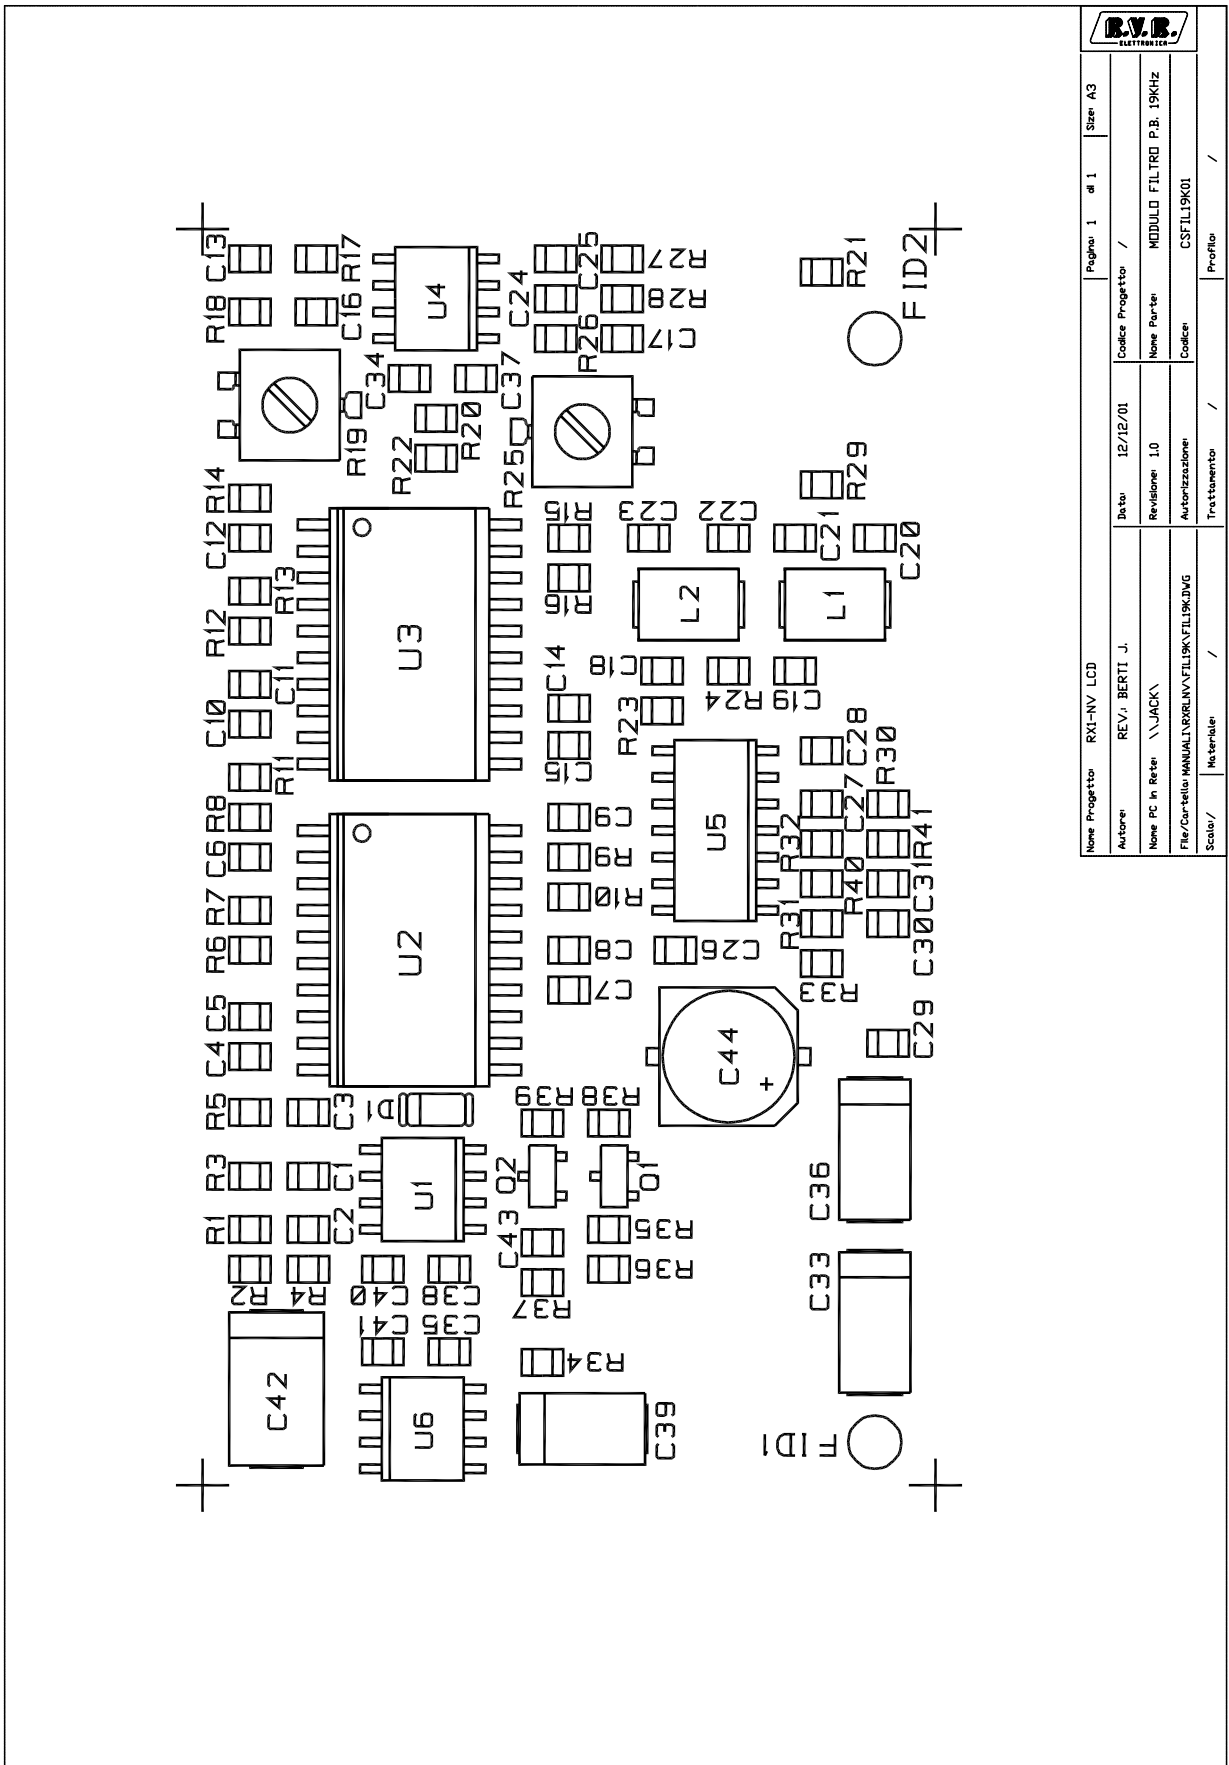 R.V.R.
ELETTRONICA
Nome Progetto: RX1-NV LCD
Pagina: 1 di 1
Size: A3
Autore: REV.: BERTI J.
Data: 12/12/01
Codice Progetto: /
Nome PC in Rete: \\JACK\
Revisione: 1.0
Nome Parte: MODULO FILTRO P.B. 19KHz
File/Cartella: MANUALI\RXRLNV\FIL19K\FIL19K.DWG
Autorizzazione:
Codice: CSFIL19K01
Scala: /
Materiale: /
Trattamento: /
Profilo: /
C13
R17
R18
C16
U4
C24
C25
R27
R28
R26
C17
R21
FID2
C34
C37
R19
R22
R20
R25
R14
C12
R13
R12
C11
C10
R11
U3
R15
R16
C23
C22
C21
C20
R29
L2
L1
C14
C18
R24
C19
R23
C15
C28
R30
R8
C6
R7
R6
C5
C4
U2
C9
R9
R10
C8
C7
U5
R32
C27
R41
R40
C31
R31
C30
C26
R33
C29
C44
+
R5
C3
D1
R39
R38
R3
C1
U1
Q2
Q1
R1
C2
C43
R35
R36
R2
R4
C40
C38
R37
C41
C35
R34
C36
C33
C42
U6
C39
FID1